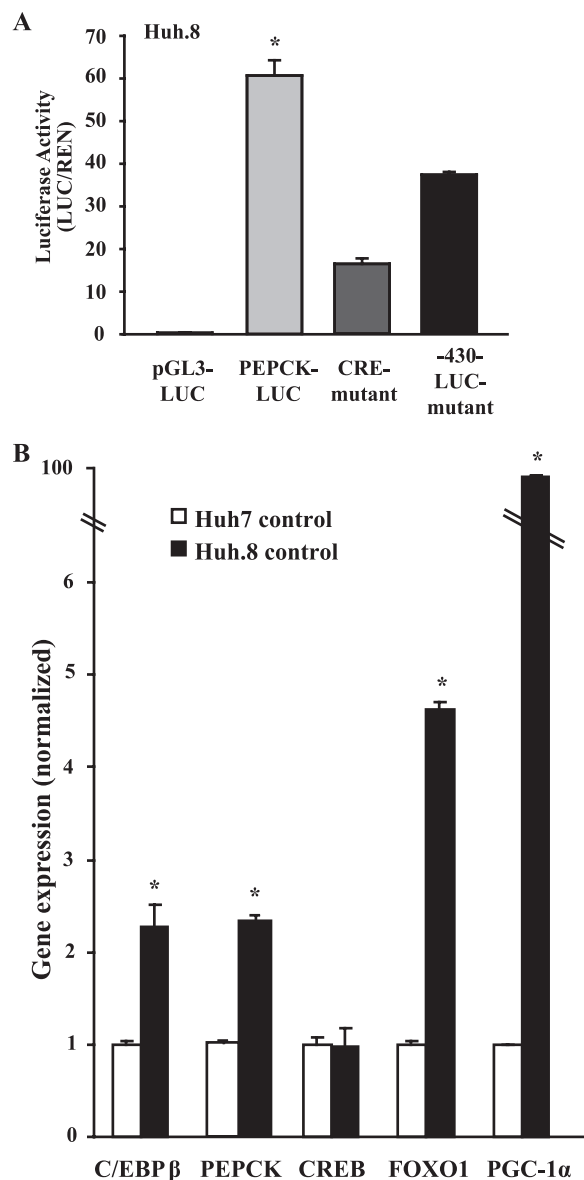 A
Huh.8
*
70
60
50
40
30
20
10
0
Luciferase Activity
(LUC/REN)
pGL3-
LUC
PEPCK-
LUC
CRE-
mutant
-430-
LUC-
mutant
B
100
6
5
4
3
2
1
0
Gene expression (normalized)
Huh7 control
Huh.8 control
*
*
*
*
C/EBP β
PEPCK
CREB
FOXO1
PGC-1α